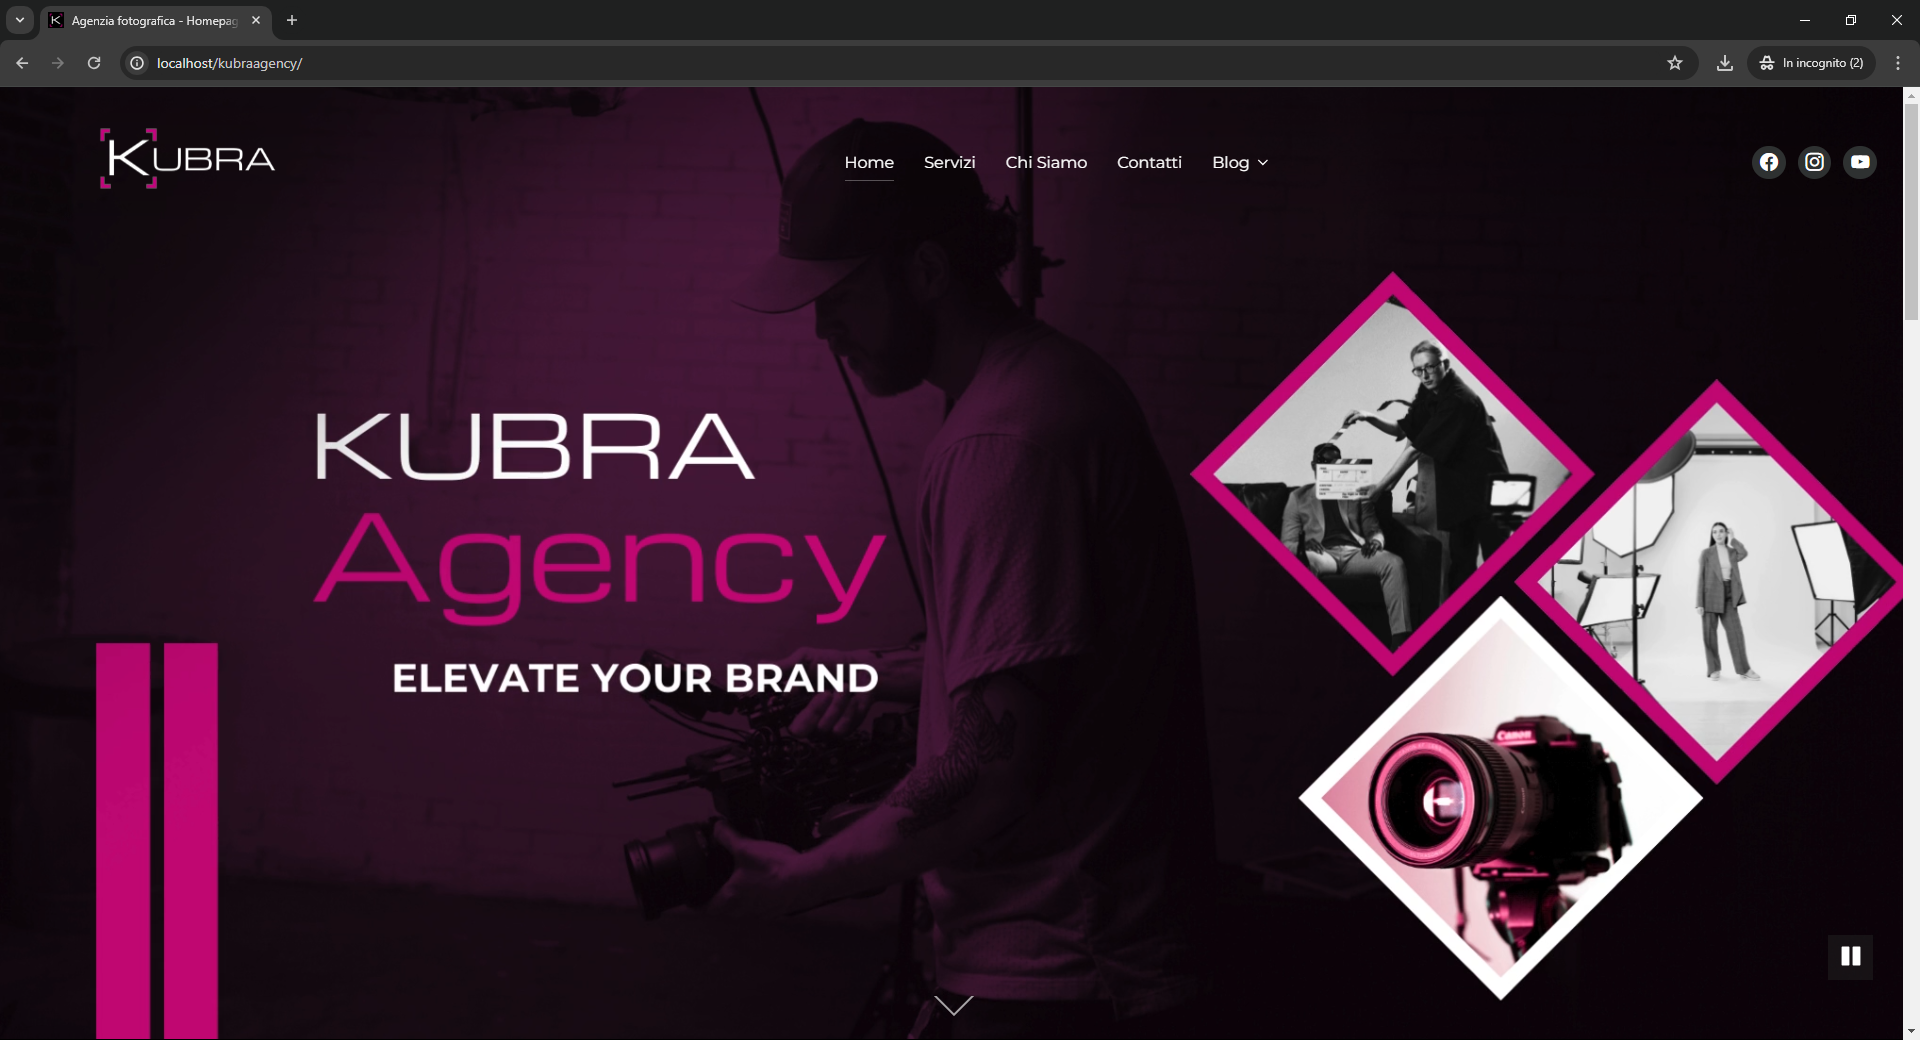 Agenzia fotografica - Homepag
localhost/kubraagency/
In incognito (2)
KUBRA
Home
Servizi
Chi Siamo
Contatti
Blog
KUBRA
Agency
ELEVATE YOUR BRAND
Canon